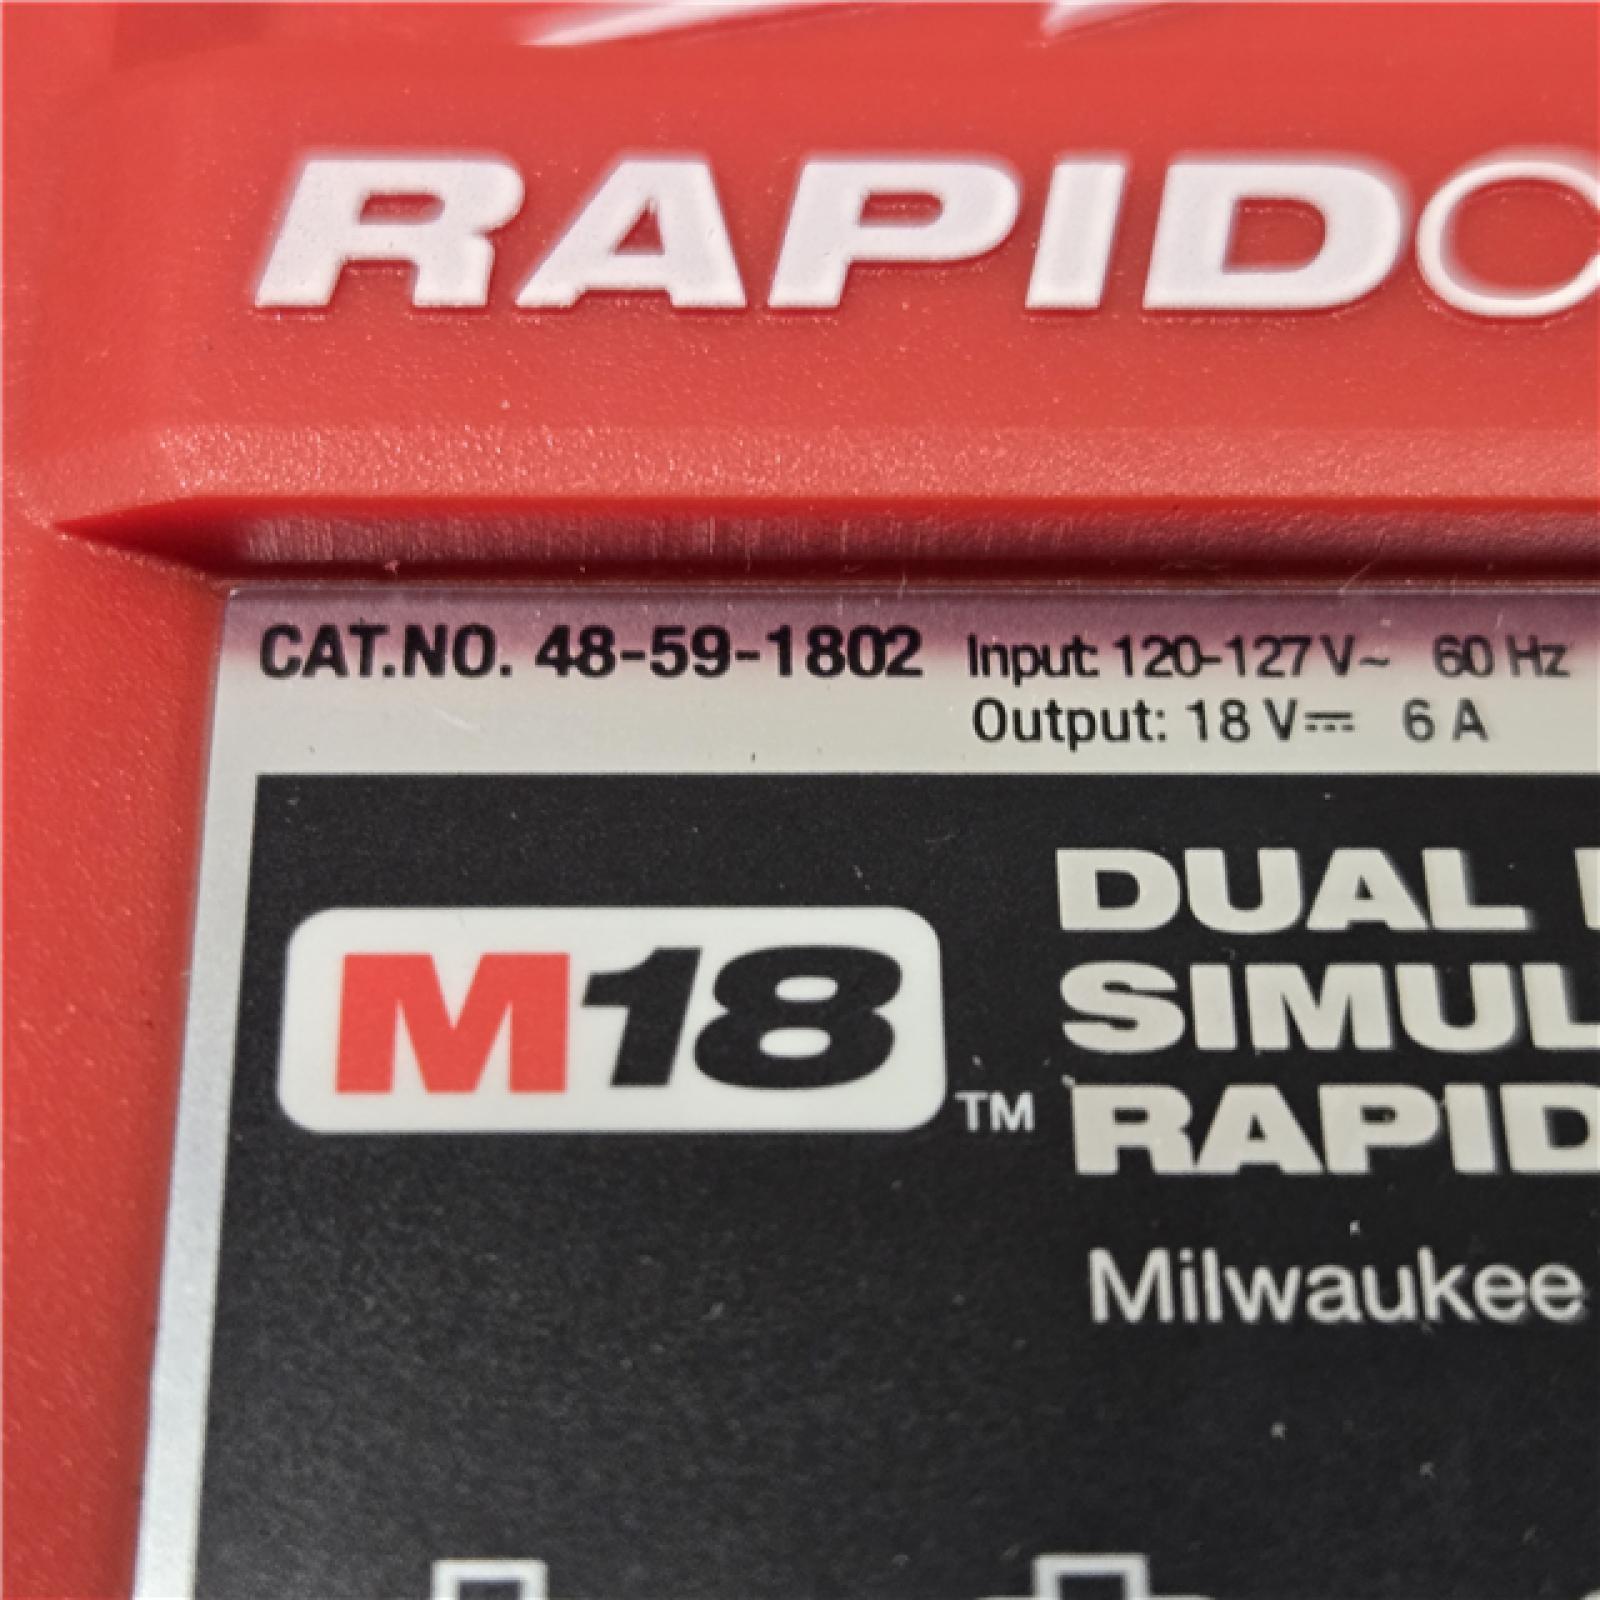 RAPID
CAT.NO. 48-59-1802 Input: 120-127 V~ 60 Hz
Output: 18 V⎓ 6 A
DUAL
M18™
SIMUL
RAPID
Milwaukee